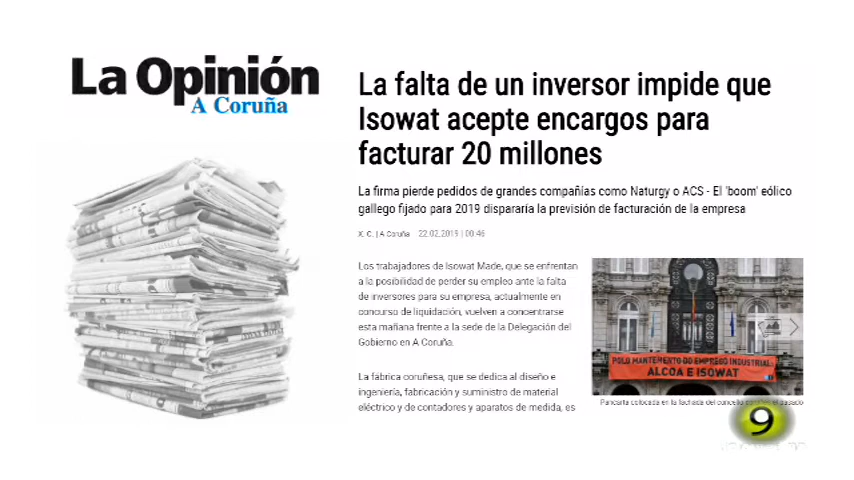 La Opinión
A Coruña
La falta de un inversor impide que
Isowat acepte encargos para
facturar 20 millones
La firma pierde pedidos de grandes compañías como Naturgy o ACS - El 'boom' eólico
gallego fijado para 2019 dispararía la previsión de facturación de la empresa
X. C. | A Coruña 22.02.2019 | 00:46
Los trabajadores de Isowat Made, que se enfrentan
a la posibilidad de perder su empleo ante la falta
de inversores para su empresa, actualmente en
concurso de liquidación, vuelven a concentrarse
esta mañana frente a la sede de la Delegación del
Gobierno en A Coruña.
La fábrica coruñesa, que se dedica al diseño e
ingeniería, fabricación y suministro de material
eléctrico y de contadores y aparatos de medida, es
POLO MANTEMENTO DO EMPREGO INDUSTRIAL.
ALCOA E ISOWAT
Pancarta colocada en la fachada del concello el pasado
9